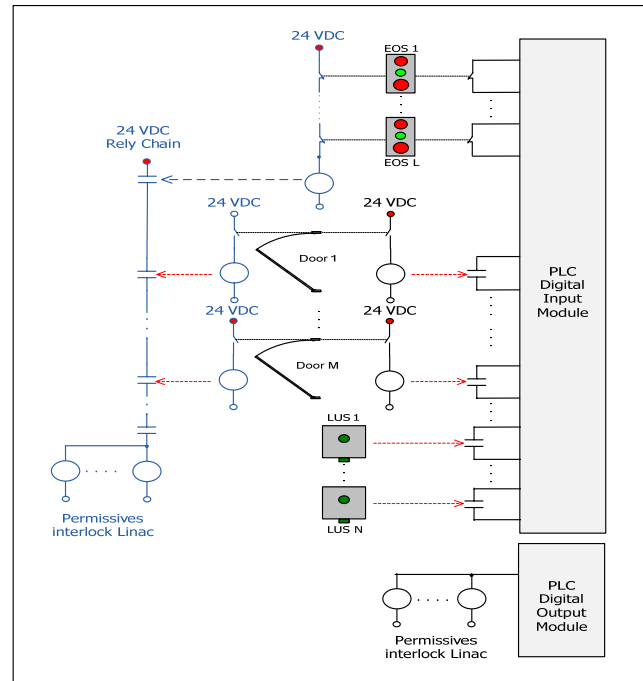 24 VDC
EOS 1
EOS L
24 VDC
Rely Chain
24 VDC
24 VDC
Door 1
24 VDC
24 VDC
Door M
PLC
Digital
Input
Module
LUS 1
LUS N
Permissives
interlock Linac
PLC
Digital
Output
Module
Permissives
interlock Linac